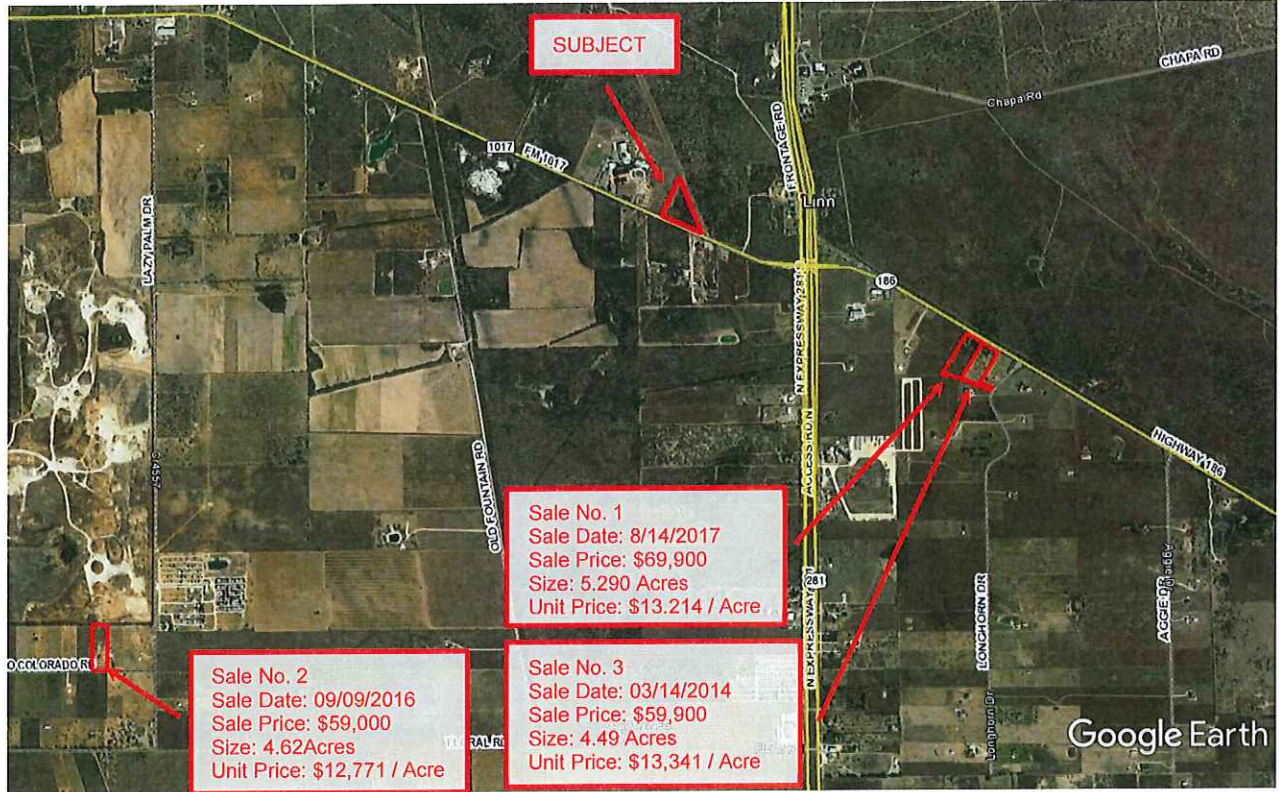 SUBJECT
CHAPA RD
Chapa Rd
FRONTAGE RD
1017
FM 1017
Linn
LAZY PALM DR
186
N EXPRESSWAY 281
ACCESS RD N
HIGHWAY 186
OLD FOUNTAIN RD
Sale No. 1
Sale Date: 8/14/2017
Sale Price: $69,900
Size: 5.290 Acres
Unit Price: $13.214 / Acre
281
N EXPRESSWAY
LONGHORN DR
AGGIE DR
Aggie Dr
O COLORADO R
Sale No. 2
Sale Date: 09/09/2016
Sale Price: $59,000
Size: 4.62Acres
Unit Price: $12,771 / Acre
Sale No. 3
Sale Date: 03/14/2014
Sale Price: $59,900
Size: 4.49 Acres
Unit Price: $13,341 / Acre
Longhorn Dr
Google Earth